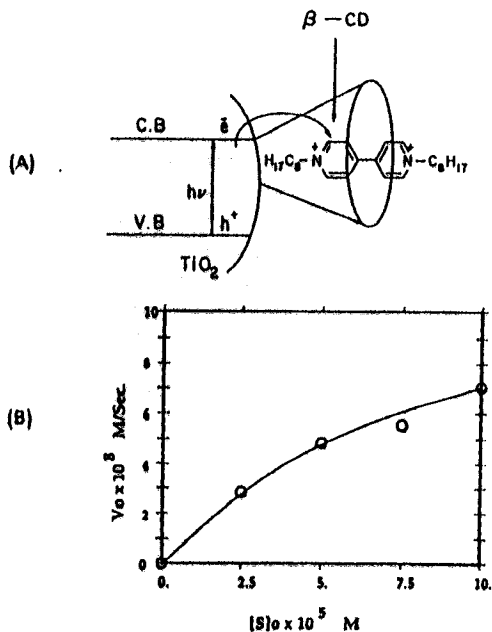 β — CD
(A)
C.B
ē
H₁₇C₈–N⁺
N⁺–C₈H₁₇
hν
V.B
h⁺
TiO₂
(B)
Vo x 10⁸ M/Sec.
10
8
6
4
2
0
0.
2.5
5.
7.5
10.
[S]o x 10⁵ M